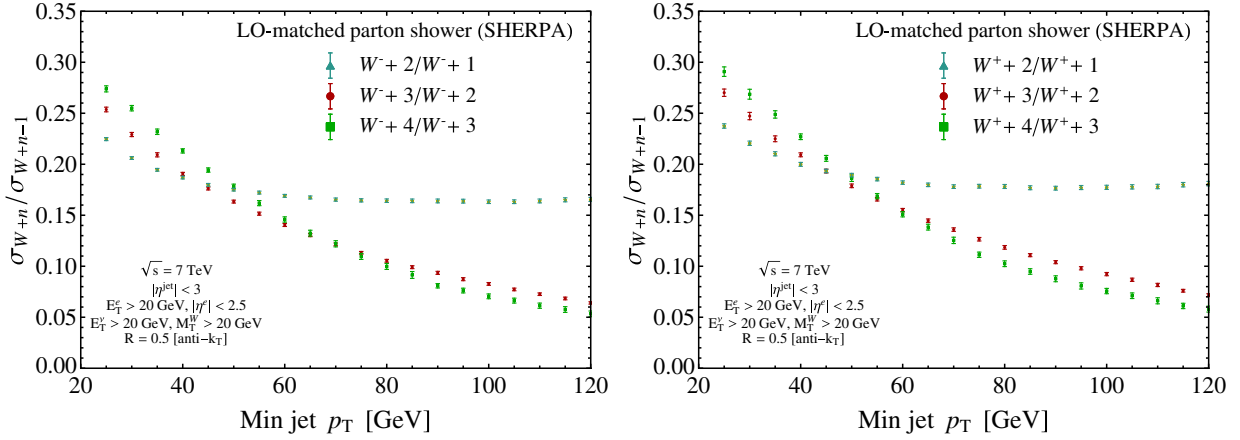 LO-matched parton shower (SHERPA)
W⁻ + 2/W⁻ + 1
W⁻ + 3/W⁻ + 2
W⁻ + 4/W⁻ + 3
σ_{W+n}/σ_{W+n-1}
0.35
0.30
0.25
0.20
0.15
0.10
0.05
0.00
√s = 7 TeV
|η^{jet}| < 3
E_T^e > 20 GeV, |η^e| < 2.5
E_T^ν > 20 GeV, M_T^W > 20 GeV
R = 0.5 [anti-k_T]
20 40 60 80 100 120
Min jet p_T [GeV]
LO-matched parton shower (SHERPA)
W⁺ + 2/W⁺ + 1
W⁺ + 3/W⁺ + 2
W⁺ + 4/W⁺ + 3
σ_{W+n}/σ_{W+n-1}
0.35
0.30
0.25
0.20
0.15
0.10
0.05
0.00
√s = 7 TeV
|η^{jet}| < 3
E_T^e > 20 GeV, |η^e| < 2.5
E_T^ν > 20 GeV, M_T^W > 20 GeV
R = 0.5 [anti-k_T]
20 40 60 80 100 120
Min jet p_T [GeV]